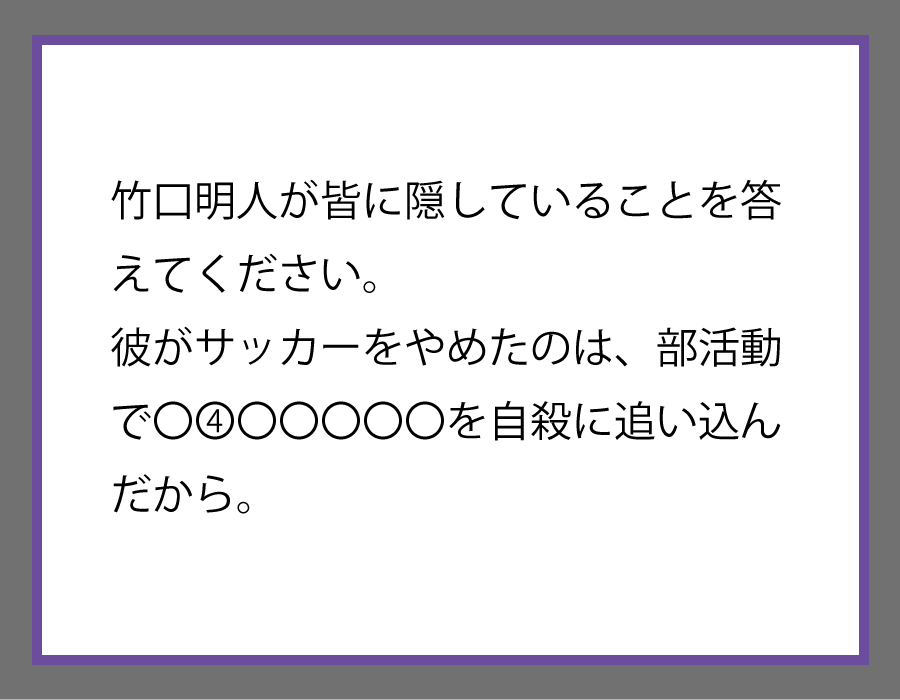 竹口明人が皆に隠していることを答
えてください。
彼がサッカーをやめたのは、部活動
で〇④〇〇〇〇〇を自殺に追い込ん
だから。